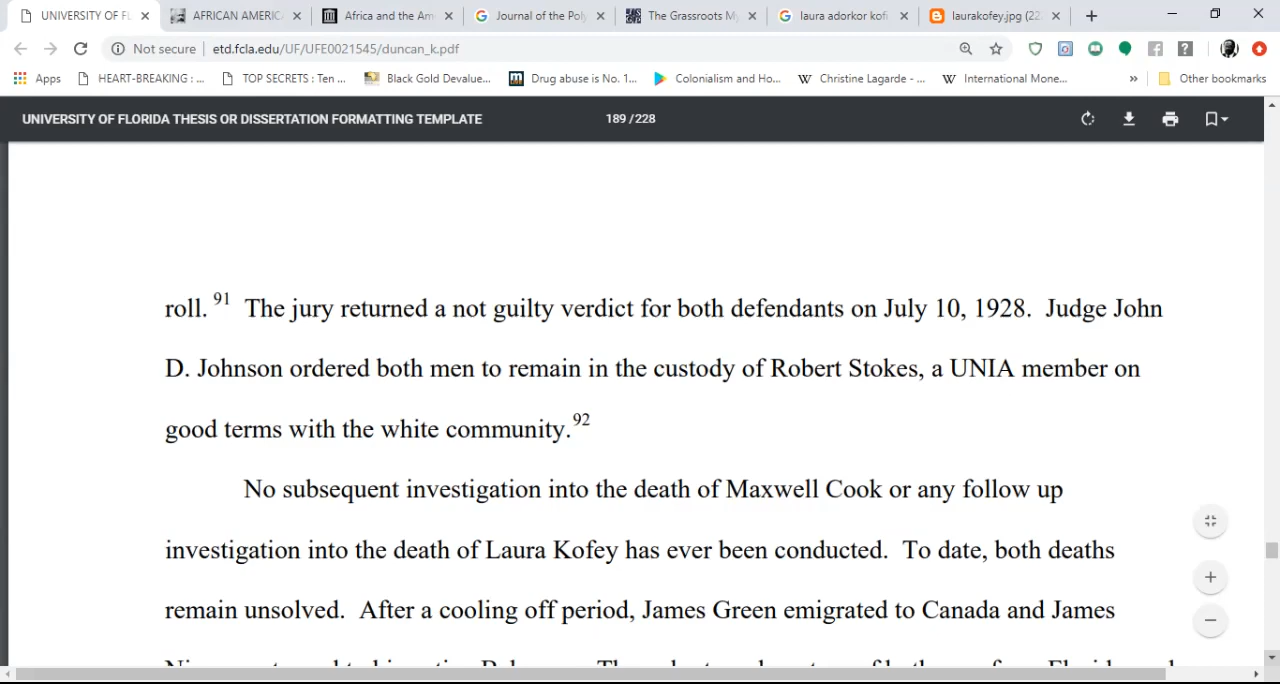 UNIVERSITY OF FL
AFRICAN AMERIC
Africa and the Am
Journal of the Poly
The Grassroots M
laura adorkor kofi
laurakofey.jpg (22
Not secure | etd.fcla.edu/UF/UFE0021545/duncan_k.pdf
Apps
HEART-BREAKING : ...
TOP SECRETS : Ten ...
Black Gold Devalue...
Drug abuse is No. 1...
Colonialism and Ho...
W Christine Lagarde - ...
W International Mone...
»
Other bookmarks
UNIVERSITY OF FLORIDA THESIS OR DISSERTATION FORMATTING TEMPLATE
189 / 228
roll. 91 The jury returned a not guilty verdict for both defendants on July 10, 1928. Judge John
D. Johnson ordered both men to remain in the custody of Robert Stokes, a UNIA member on
good terms with the white community.92
No subsequent investigation into the death of Maxwell Cook or any follow up
investigation into the death of Laura Kofey has ever been conducted. To date, both deaths
remain unsolved. After a cooling off period, James Green emigrated to Canada and James